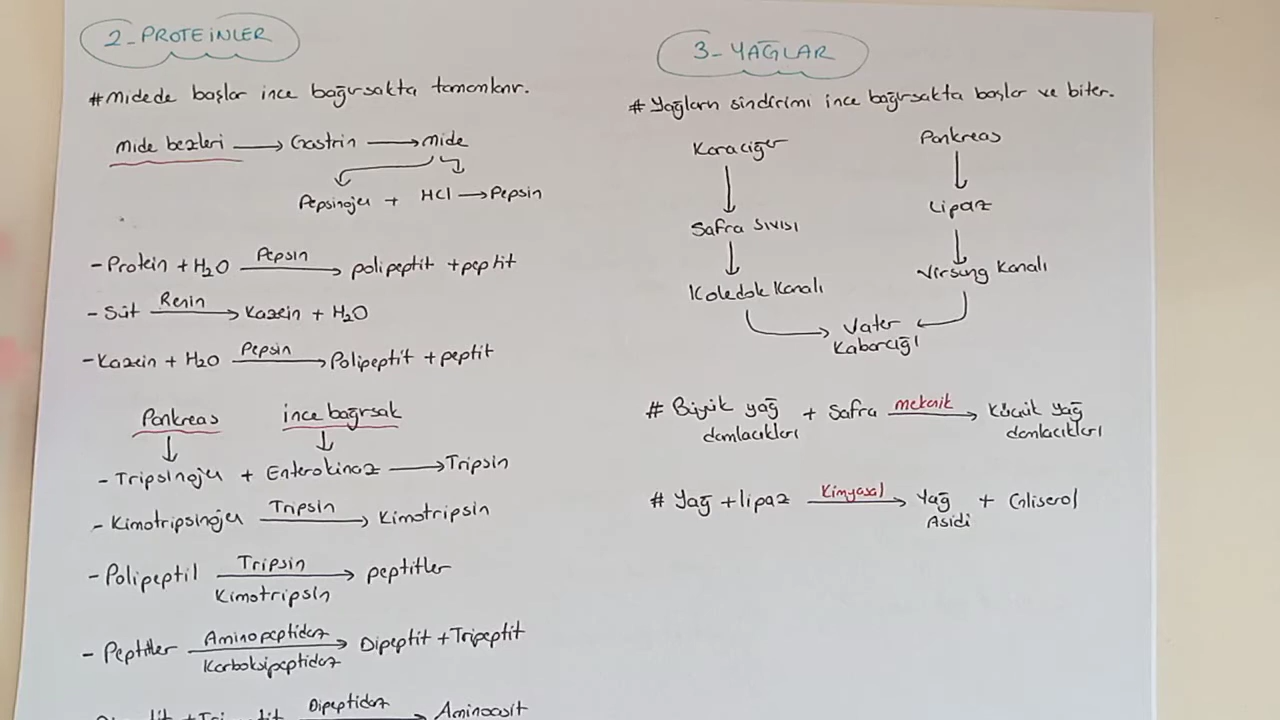 2_PROTEİNLER
# Midede başlar ince bağırsakta tamamlanır.
Mide bezleri → Gastrin → Mide
Pepsinojen + HCl → Pepsin
- Protein + H2O Pepsin → polipeptit + peptit
- Süt Renin → Kazein + H2O
- Kazein + H2O Pepsin → Polipeptit + peptit
Pankreas ince bağırsak
- Tripsinojen + Enterokinaz → Tripsin
- Kimotripsinojen Tripsin → Kimotripsin
- Polipeptit Tripsin Kimotripsin → peptitler
- Peptitler Aminopeptidaz Karboksipeptidaz → Dipeptit + Tripeptit
Dipeptidaz → Aminoasit
3_YAĞLAR
# Yağların sindirimi ince bağırsakta başlar ve biter.
Karaciğer Pankreas
Safra sıvısı Lipaz
Koledok Kanalı Virsung Kanalı
Vater
Kabarcığı
# Büyük yağ damlacıkları + Safra mekanik → Küçük yağ damlacıkları
# Yağ + lipaz Kimyasal → Yağ Asidi + Gliserol